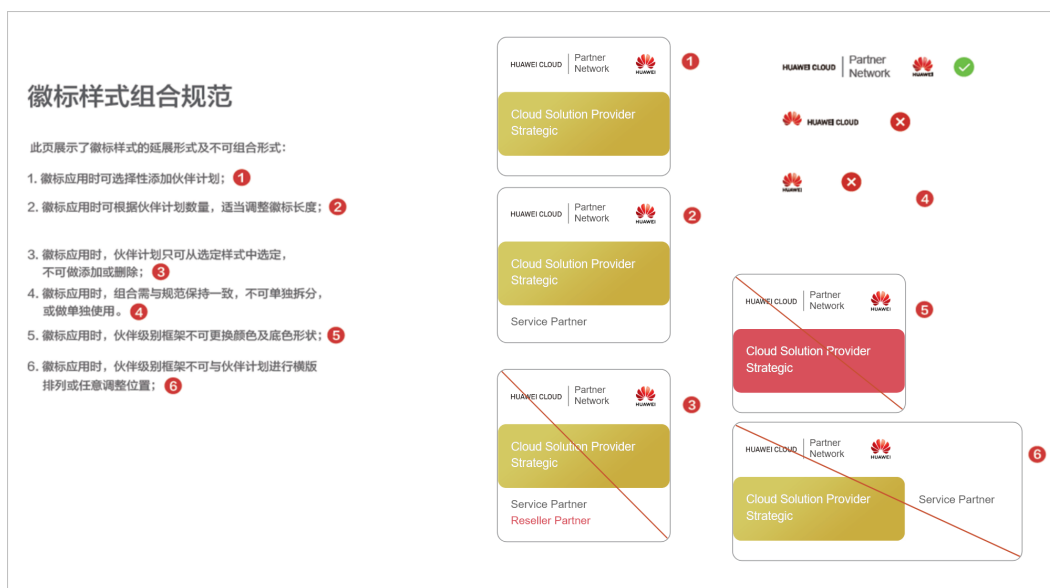 徽标样式组合规范
此页展示了徽标样式的延展形式及不可组合形式：
1. 徽标应用时可选择性添加伙伴计划； 1
2. 徽标应用时可根据伙伴计划数量，适当调整徽标长度； 2
3. 徽标应用时，伙伴计划只可从选定样式中选定，
不可做添加或删除； 3
4. 徽标应用时，组合需与规范保持一致，不可单独拆分，
或做单独使用。 4
5. 徽标应用时，伙伴级别框架不可更换颜色及底色形状； 5
6. 徽标应用时，伙伴级别框架不可与伙伴计划进行横版
排列或任意调整位置； 6
HUAWEI CLOUD Partner
Network HUAWEI
1
Cloud Solution Provider
Strategic
HUAWEI CLOUD Partner
Network HUAWEI
2
Cloud Solution Provider
Strategic
Service Partner
HUAWEI CLOUD Partner
Network HUAWEI
3
Cloud Solution Provider
Strategic
Service Partner
Reseller Partner
HUAWEI CLOUD Partner
Network HUAWEI
HUAWEI CLOUD
HUAWEI
4
HUAWEI CLOUD Partner
Network HUAWEI
5
Cloud Solution Provider
Strategic
HUAWEI CLOUD Partner
Network HUAWEI
6
Cloud Solution Provider
Strategic
Service Partner